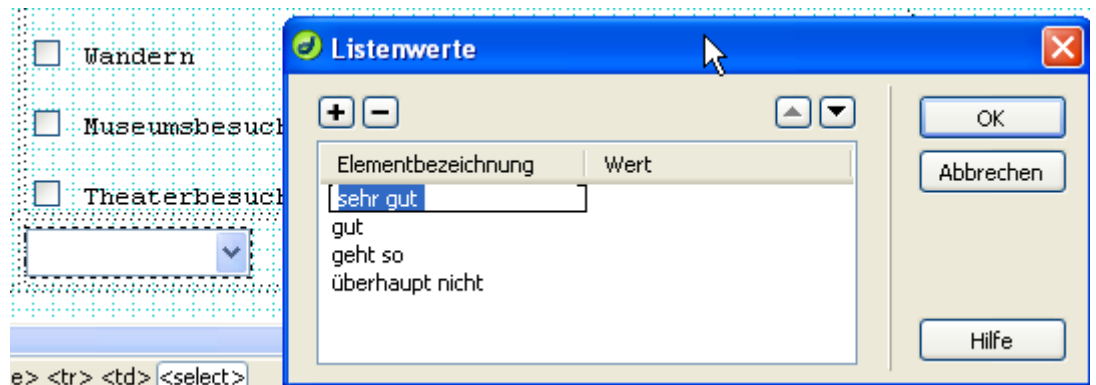 Listenwerte
Wandern
Museumsbesuch
Theaterbesuch
+ −
OK
Abbrechen
Elementbezeichnung Wert
sehr gut
gut
geht so
überhaupt nicht
Hilfe
e> <tr> <td> <select>